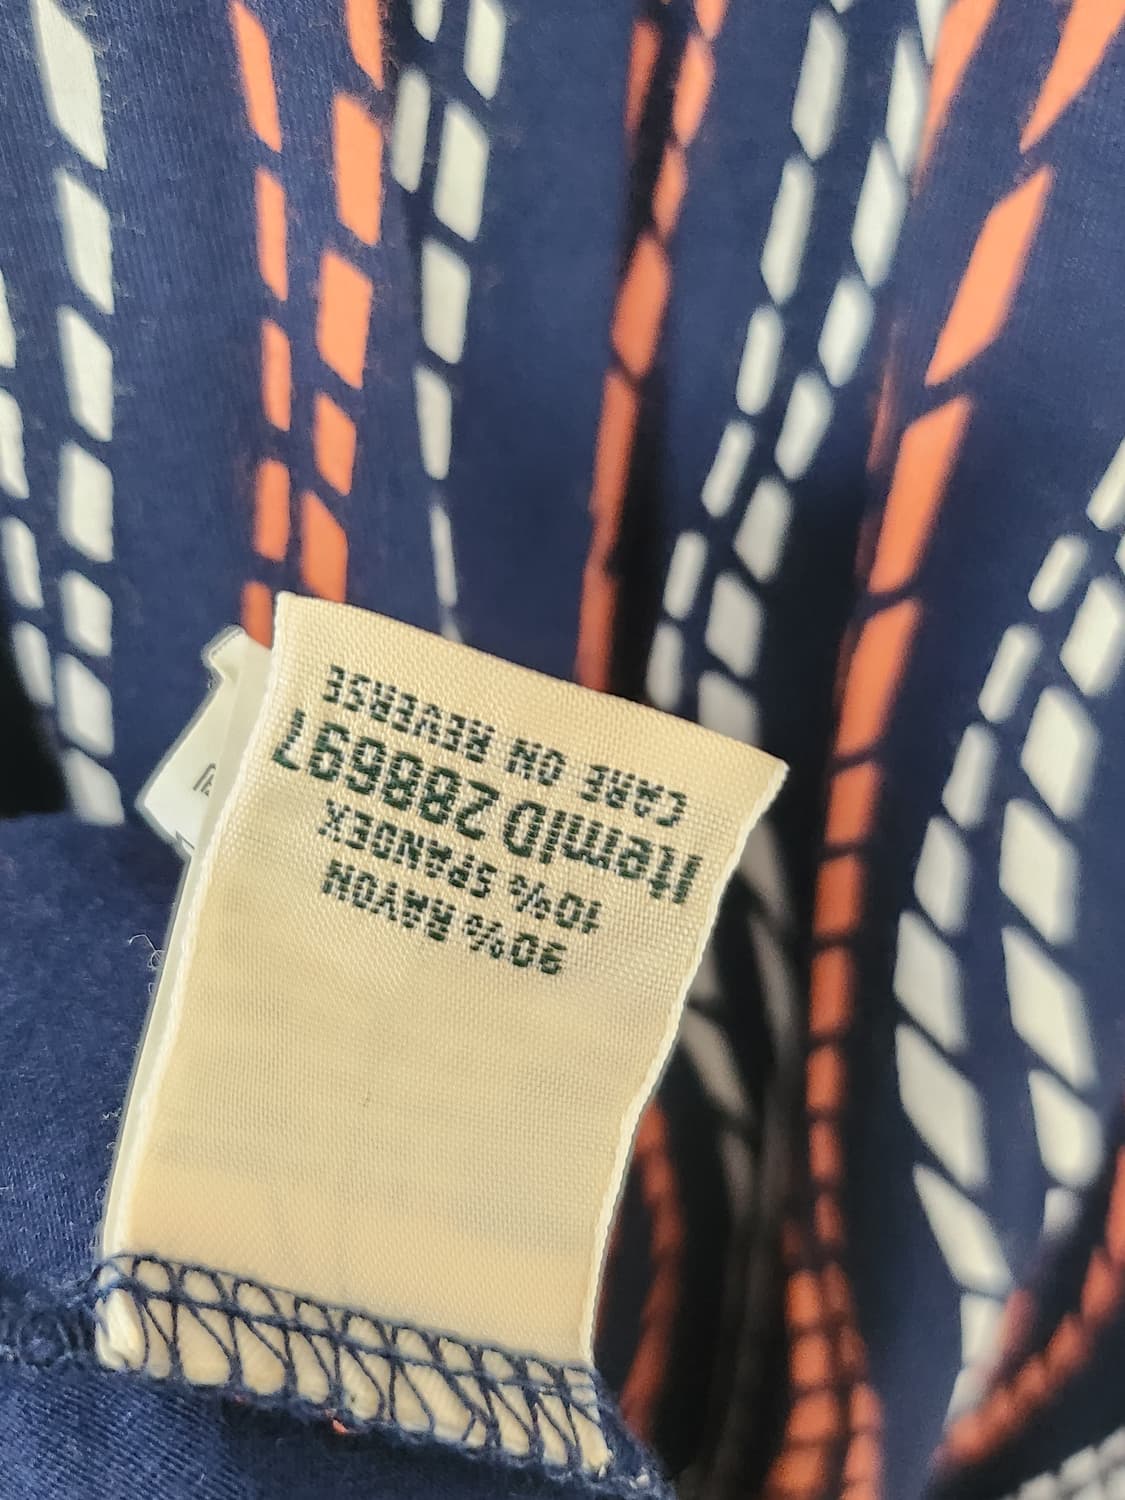 90% RAYON
10% SPANDEX
ItemID 288697
CARE ON REVERSE